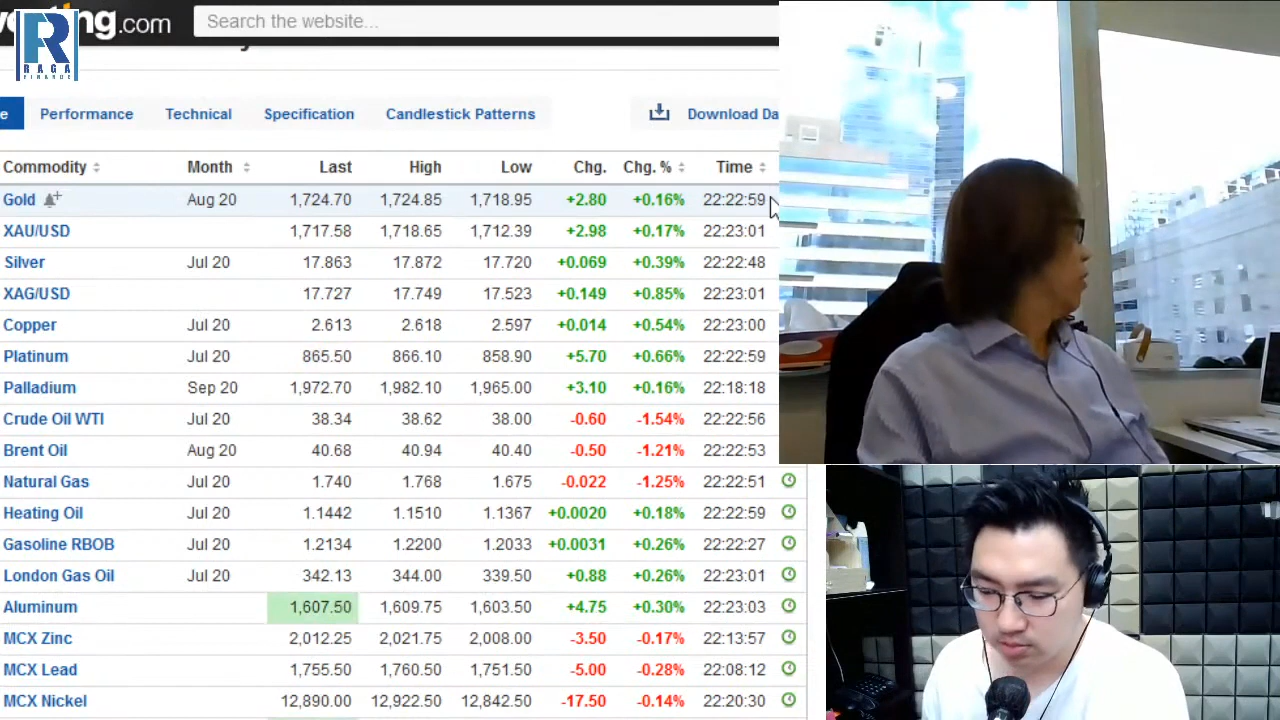 ng.com
Search the website...
R
RAGA
FINANCE
e Performance Technical Specification Candlestick Patterns Download Da
Commodity Month Last High Low Chg. Chg. % Time
Gold Aug 20 1,724.70 1,724.85 1,718.95 +2.80 +0.16% 22:22:59
XAU/USD 1,717.58 1,718.65 1,712.39 +2.98 +0.17% 22:23:01
Silver Jul 20 17.863 17.872 17.720 +0.069 +0.39% 22:22:48
XAG/USD 17.727 17.749 17.523 +0.149 +0.85% 22:23:01
Copper Jul 20 2.613 2.618 2.597 +0.014 +0.54% 22:23:00
Platinum Jul 20 865.50 866.10 858.90 +5.70 +0.66% 22:22:59
Palladium Sep 20 1,972.70 1,982.10 1,965.00 +3.10 +0.16% 22:18:18
Crude Oil WTI Jul 20 38.34 38.62 38.00 -0.60 -1.54% 22:22:56
Brent Oil Aug 20 40.68 40.94 40.40 -0.50 -1.21% 22:22:53
Natural Gas Jul 20 1.740 1.768 1.675 -0.022 -1.25% 22:22:51
Heating Oil Jul 20 1.1442 1.1510 1.1367 +0.0020 +0.18% 22:22:59
Gasoline RBOB Jul 20 1.2134 1.2200 1.2033 +0.0031 +0.26% 22:22:27
London Gas Oil Jul 20 342.13 344.00 339.50 +0.88 +0.26% 22:23:01
Aluminum 1,607.50 1,609.75 1,603.50 +4.75 +0.30% 22:23:03
MCX Zinc 2,012.25 2,021.75 2,008.00 -3.50 -0.17% 22:13:57
MCX Lead 1,755.50 1,760.50 1,751.50 -5.00 -0.28% 22:08:12
MCX Nickel 12,890.00 12,922.50 12,842.50 -17.50 -0.14% 22:20:30